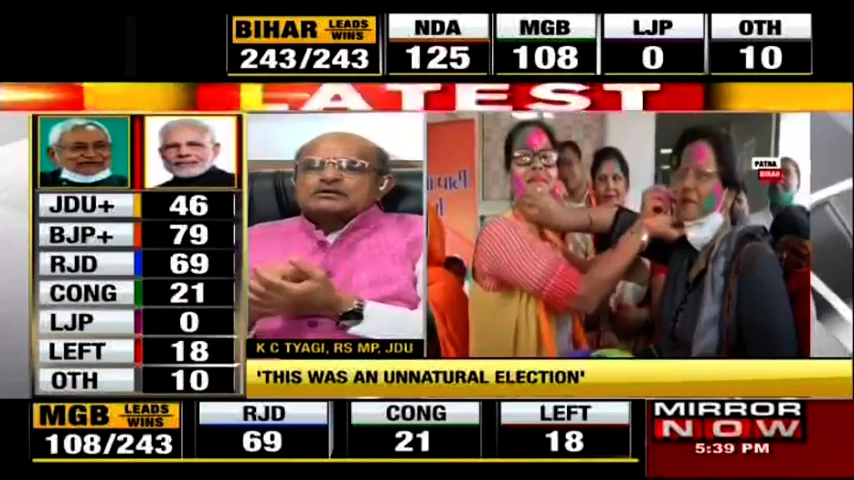 BIHAR LEADS WINS
243/243
NDA
125
MGB
108
LJP
0
OTH
10
LATEST
JDU+ 46
BJP+ 79
RJD 69
CONG 21
LJP 0
LEFT 18
OTH 10
K C TYAGI, RS MP, JDU
PATNA
BIHAR
'THIS WAS AN UNNATURAL ELECTION'
MGB LEADS WINS
108/243
RJD
69
CONG
21
LEFT
18
MIRROR
NOW
5:39 PM